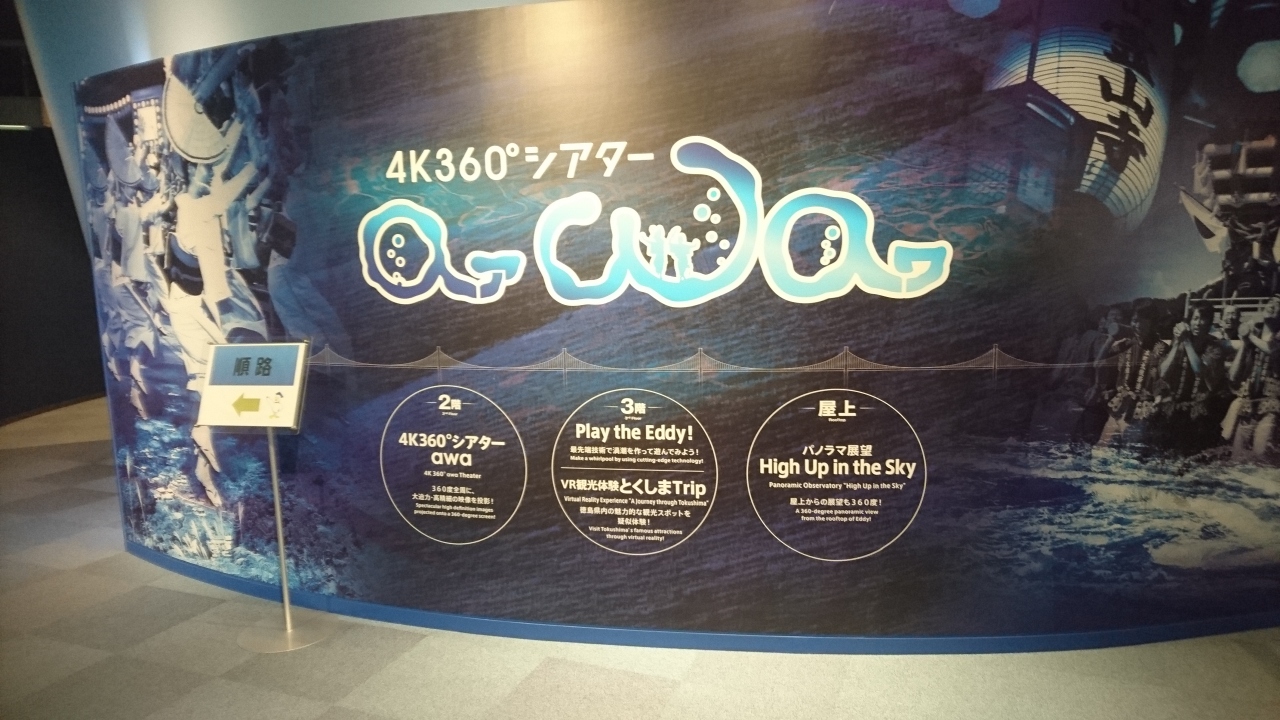 4K360°シアター
awa
順路
2階
4K360°シアター
awa
4K 360° awa Theater
360度全周に、
大迫力・高精細の映像を投影!
Spectacular high definition images
projected onto a 360-degree screen!
3階
Play the Eddy!
最先端技術で渦潮を作って遊んでみよう!
Make a whirlpool by using cutting-edge technology!
VR観光体験とくしまTrip
Virtual Reality Experience "A Journey through Tokushima"
徳島県内の魅力的な観光スポットを
疑似体験!
Visit Tokushima's famous attractions
through virtual reality!
屋上
パノラマ展望
High Up in the Sky
Panoramic Observatory "High Up in the Sky"
屋上からの展望も360度!
A 360-degree panoramic view
from the rooftop of Eddy!